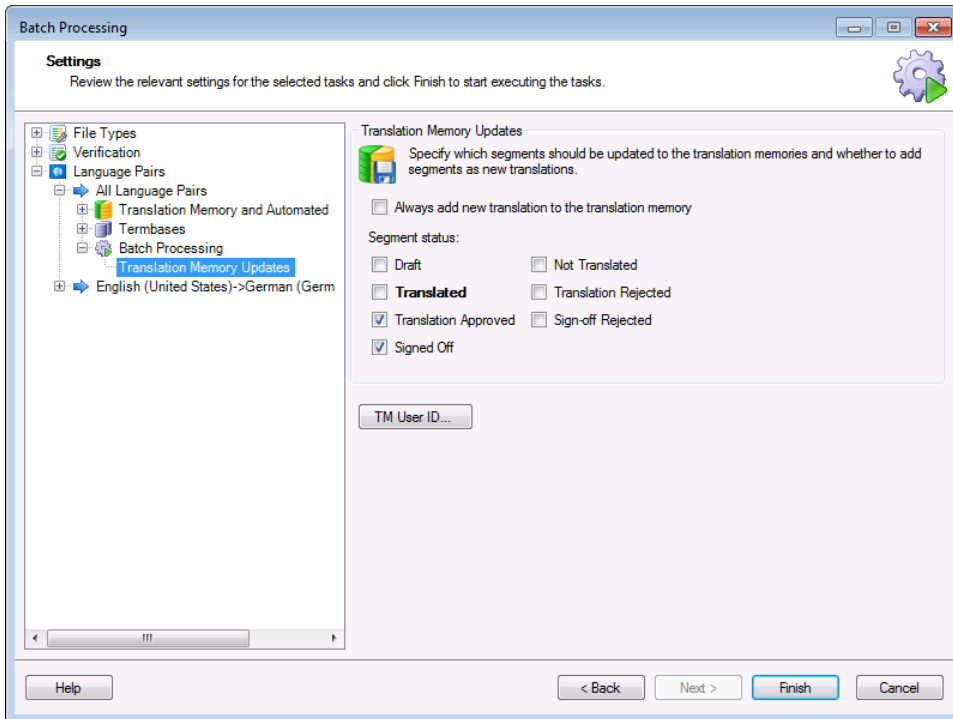 Batch Processing
Settings
Review the relevant settings for the selected tasks and click Finish to start executing the tasks.
File Types
Verification
Language Pairs
All Language Pairs
Translation Memory and Automated
Termbases
Batch Processing
Translation Memory Updates
English (United States)->German (Germ
Translation Memory Updates
Specify which segments should be updated to the translation memories and whether to add
segments as new translations.
Always add new translation to the translation memory
Segment status:
Draft Not Translated
Translated Translation Rejected
Translation Approved Sign-off Rejected
Signed Off
TM User ID...
Help < Back Next > Finish Cancel